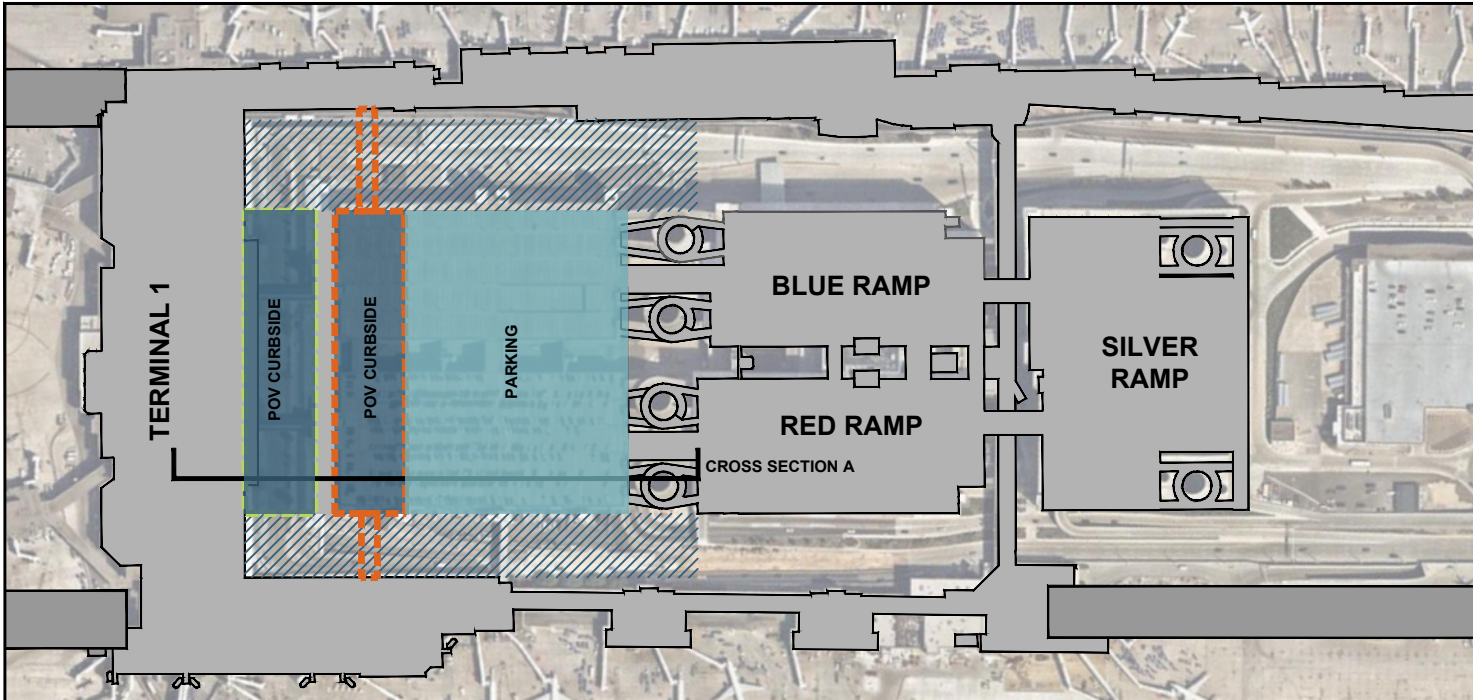 TERMINAL 1
POV CURBSIDE
POV CURBSIDE
PARKING
BLUE RAMP
RED RAMP
CROSS SECTION A
SILVER
RAMP